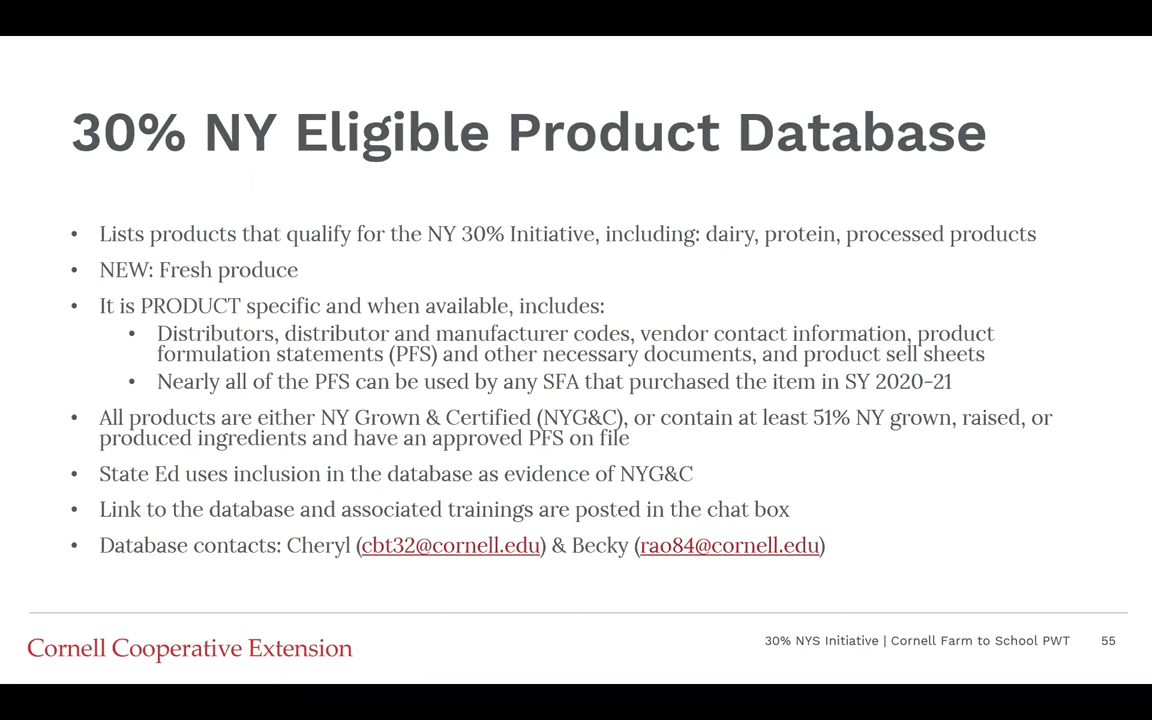 30% NY Eligible Product Database
• Lists products that qualify for the NY 30% Initiative, including: dairy, protein, processed products
• NEW: Fresh produce
• It is PRODUCT specific and when available, includes:
• Distributors, distributor and manufacturer codes, vendor contact information, product
formulation statements (PFS) and other necessary documents, and product sell sheets
• Nearly all of the PFS can be used by any SFA that purchased the item in SY 2020-21
• All products are either NY Grown & Certified (NYG&C), or contain at least 51% NY grown, raised, or
produced ingredients and have an approved PFS on file
• State Ed uses inclusion in the database as evidence of NYG&C
• Link to the database and associated trainings are posted in the chat box
• Database contacts: Cheryl (cbt32@cornell.edu) & Becky (rao84@cornell.edu)
Cornell Cooperative Extension
30% NYS Initiative | Cornell Farm to School PWT 55